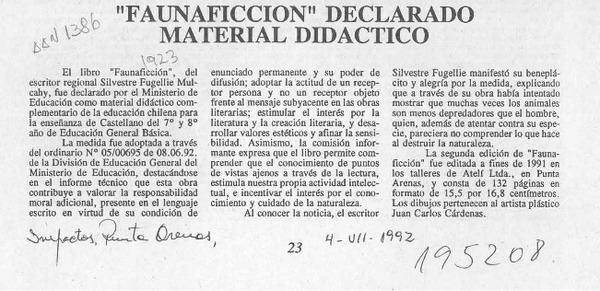 "FAUNAFICCION" DECLARADO
MATERIAL DIDACTICO
AAN 1386
1923
El libro "Faunaficción", del
escritor regional Silvestre Fugellie Mul-
cahy, fue declarado por el Ministerio de
Educación como material didáctico com-
plementario de la educación chilena para
la enseñanza de Castellano del 7º y 8º
año de Educación General Básica.
La medida fue adoptada a través
del ordinario Nº 05/00695 de 08.06.92.
de la División de Educación General del
Ministerio de Educación, destacándose
en el informe técnico que esta obra
contribuye a valorar la responsabilidad
moral adicional, presente en el lenguaje
escrito en virtud de su condición de
enunciado permanente y su poder de
difusión; adoptar la actitud de un recep-
tor persona y no un receptor objeto
frente al mensaje subyacente en las obras
literarias; estimular el interés por la
literatura y la creación literaria, y desa-
rrollar valores estéticos y afinar la sensi-
bilidad. Asimismo, la comisión infor-
mante expresa que el libro permite com-
prender que el conocimiento de puntos
de vistas ajenos a través de la lectura,
estimula nuestra propia actividad intelec-
tual, e incentivar el interés por el cono-
cimiento y cuidado de la naturaleza.
Al conocer la noticia, el escritor
Silvestre Fugellie manifestó su beneplá-
cito y alegría por la medida, explicando
que a través de su obra había intentado
mostrar que muchas veces los animales
son menos depredadores que el hombre,
quien, además de atentar contra su espe-
cie, pareciera no comprender lo que hace
al destruir la naturaleza.
La segunda edición de "Fauna-
ficción" fue editada a fines de 1991 en
los talleres de Atelf Ltda., en Punta
Arenas, y consta de 132 páginas en
formato de 15,5 por 16,8 centímetros.
Los dibujos pertenecen al artista plástico
Juan Carlos Cárdenas.
Impactos, Punta Arenas,
23
4-VII-1992
195208.